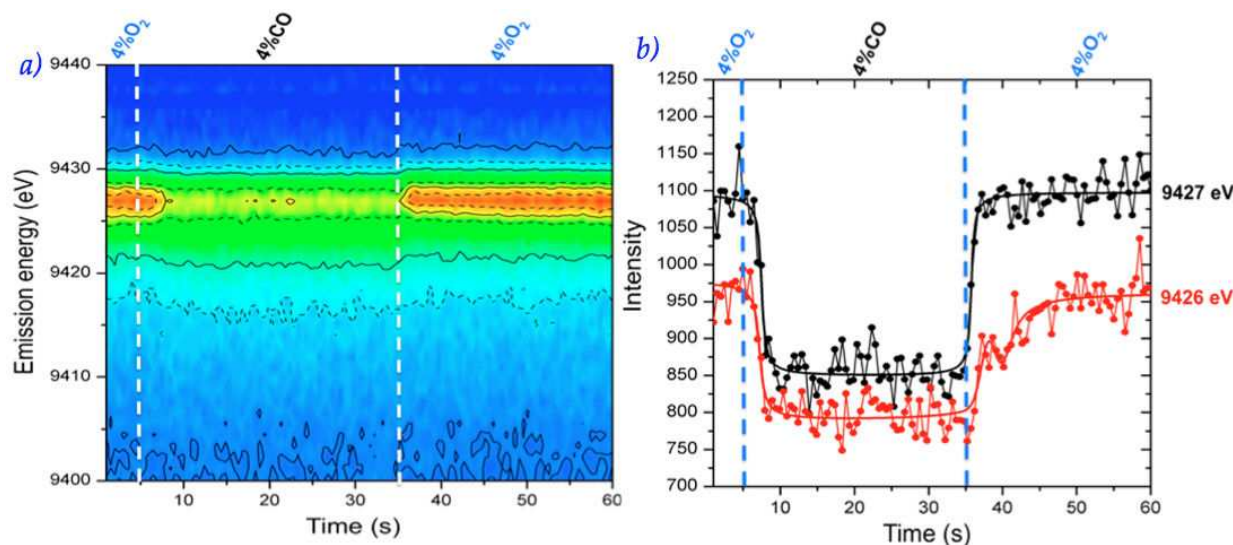 a)
4%O₂
4%CO
4%O₂
Emission energy (eV)
9440
9430
9420
9410
9400
10
20
30
40
50
60
Time (s)
b)
4%O₂
4%CO
4%O₂
Intensity
1250
1200
1150
1100
1050
1000
950
900
850
800
750
700
0
10
20
30
40
50
60
Time (s)
9427 eV
9426 eV